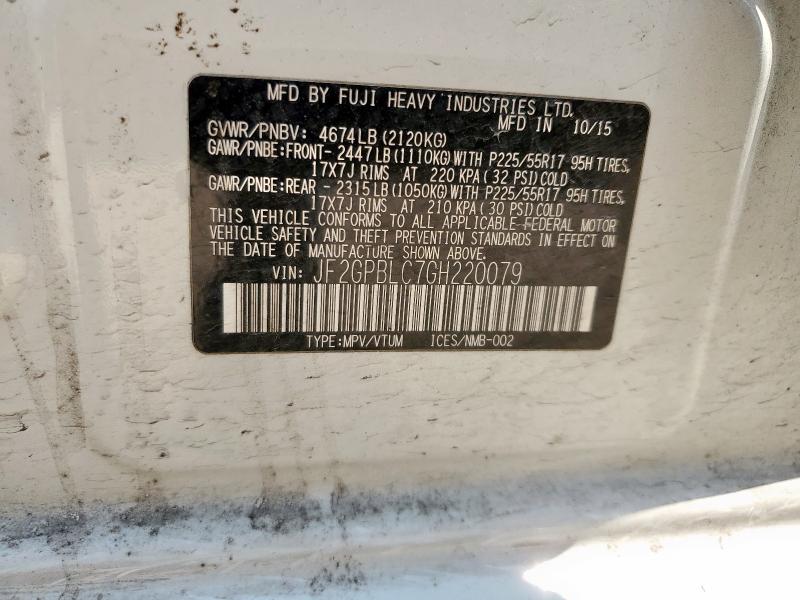 MFD BY FUJI HEAVY INDUSTRIES LTD.
MFD IN 10/15
GVWR/PNBV: 4674LB(2120KG)
GAWR/PNBE:FRONT- 2447LB(1110KG)WITH P225/55R17 95H TIRES,
17X7J RIMS AT 220 KPA(32 PSI)COLD
GAWR/PNBE:REAR - 2315LB(1050KG)WITH P225/55R17 95H TIRES,
17X7J RIMS AT 210 KPA(30 PSI)COLD
THIS VEHICLE CONFORMS TO ALL APPLICABLE FEDERAL MOTOR
VEHICLE SAFETY AND THEFT PREVENTION STANDARDS IN EFFECT ON
THE DATE OF MANUFACTURE SHOWN ABOVE.
VIN: JF2GPBLC7GH220079
TYPE:MPV/VTUM ICES/NMB-002